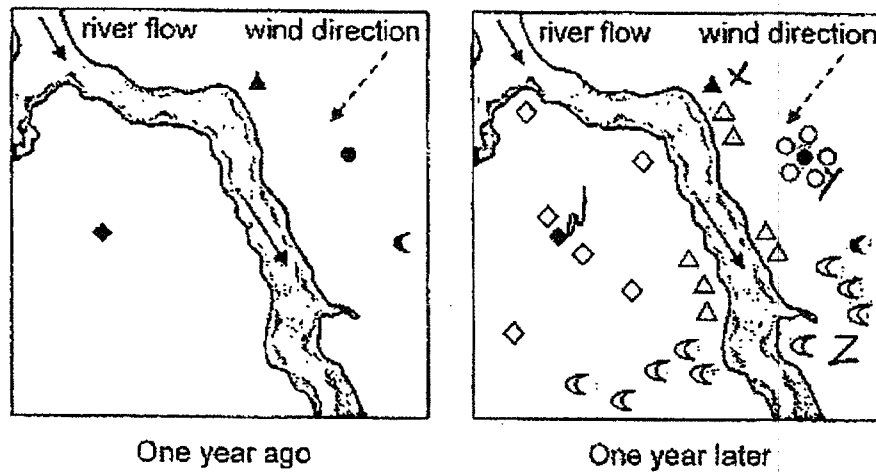 river flow
wind direction
river flow
wind direction
X
Y
Z
One year ago
One year later